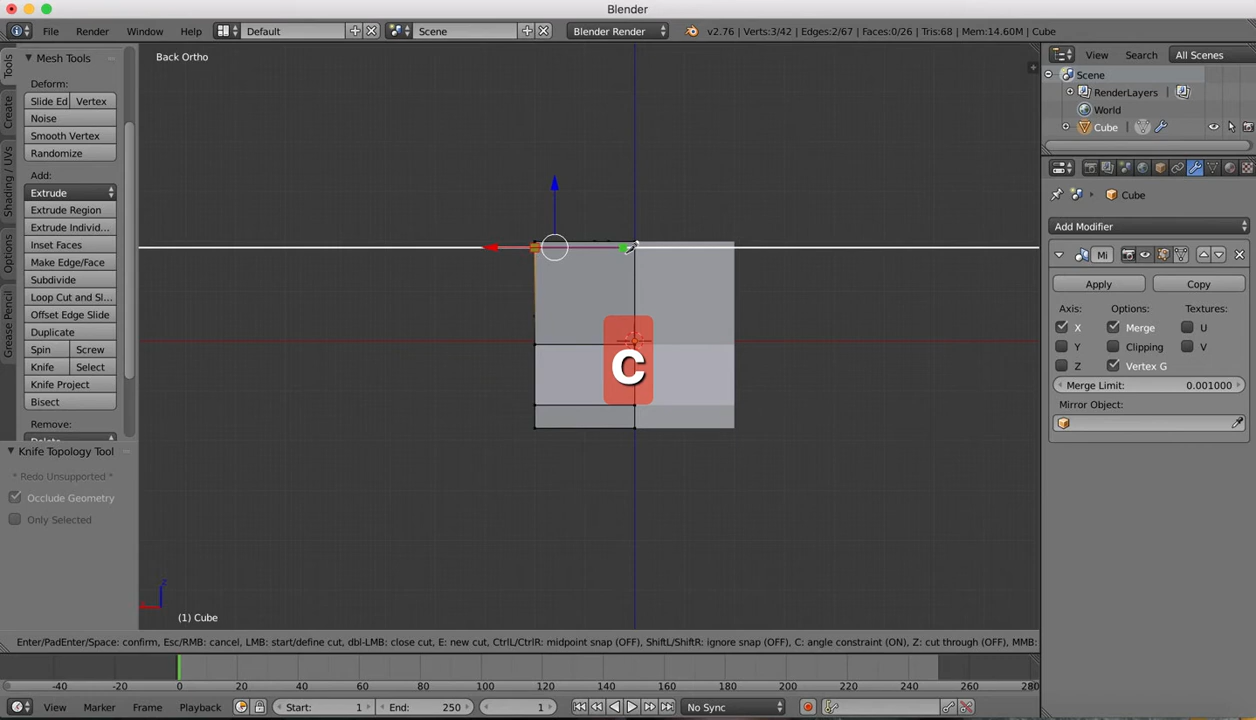 Blender
File Render Window Help Default Scene Blender Render v2.76 | Verts:3/42 | Edges:2/67 | Faces:0/26 | Tris:68 | Mem:14.60M | Cube
Tools
Create
Shading / UVs
Options
Grease Pencil
Mesh Tools
Deform:
Slide Ed Vertex
Noise
Smooth Vertex
Randomize
Add:
Extrude
Extrude Region
Extrude Individ...
Inset Faces
Make Edge/Face
Subdivide
Loop Cut and Sl...
Offset Edge Slide
Duplicate
Spin Screw
Knife Select
Knife Project
Bisect
Remove:
Knife Topology Tool
* Redo Unsupported *
Occlude Geometry
Only Selected
Back Ortho
C
z
(1) Cube
Enter/PadEnter/Space: confirm, Esc/RMB: cancel, LMB: start/define cut, dbl-LMB: close cut, E: new cut, CtrlL/CtrlR: midpoint snap (OFF), ShiftL/ShiftR: ignore snap (OFF), C: angle constraint (ON), Z: cut through (OFF), MMB:
View Search All Scenes
Scene
RenderLayers
World
Cube
Cube
Add Modifier
Mi
Apply Copy
Axis: Options: Textures:
X Merge U
Y Clipping V
Z Vertex G
Merge Limit: 0.001000
Mirror Object:
-40 -20 0 20 40 60 80 100 120 140 160 180 200 220 240 260 280
View Marker Frame Playback Start: 1 End: 250 1 No Sync